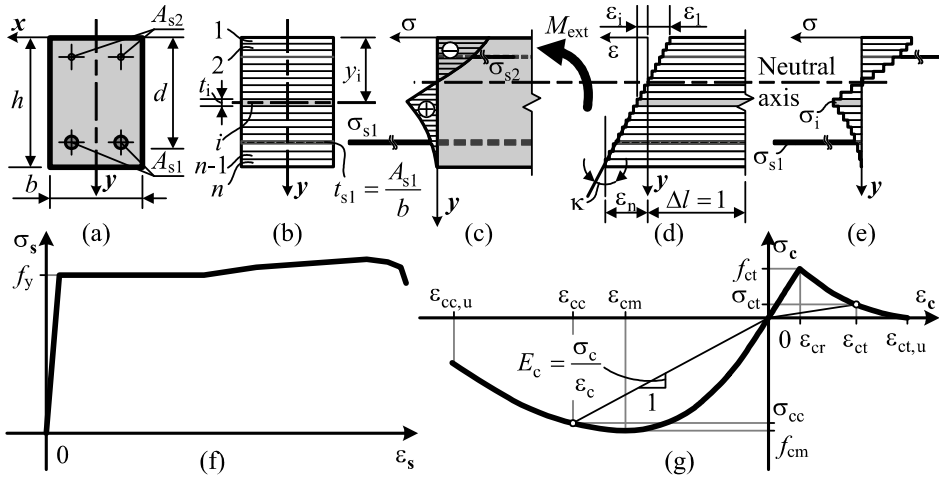 x
A_s2
h
d
b
A_s1
y
(a)
1
2
t_i
i
n-1
n
y_i
y
t_s1 = A_s1/b
(b)
σ
⊖
σ_s2
⊕
σ_s1
y
(c)
M_ext
ε_i
ε_1
ε
Neutral
axis
κ
ε_n
y
Δl = 1
(d)
σ
σ_i
σ_s1
y
(e)
σ_s
f_y
0
ε_s
(f)
σ_c
f_ct
σ_ct
ε_cc,u
ε_cc
ε_cm
ε_c
0
ε_cr
ε_ct
ε_ct,u
E_c = σ_c/ε_c
1
σ_cc
f_cm
(g)